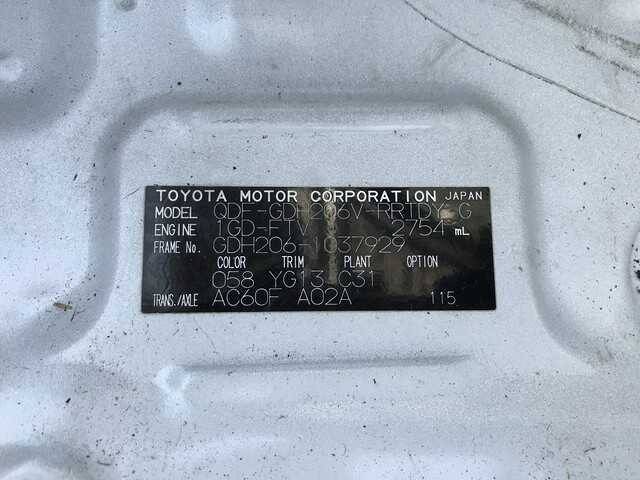 TOYOTA MOTOR CORPORATION JAPAN
MODEL QDF-GDH206V-RRTDY-G
ENGINE 1GD-FTV 2754 mL
FRAME No. GDH206-1037929
COLOR TRIM PLANT OPTION
058 YG13 C31
TRANS./AXLE AC60F A02A 115